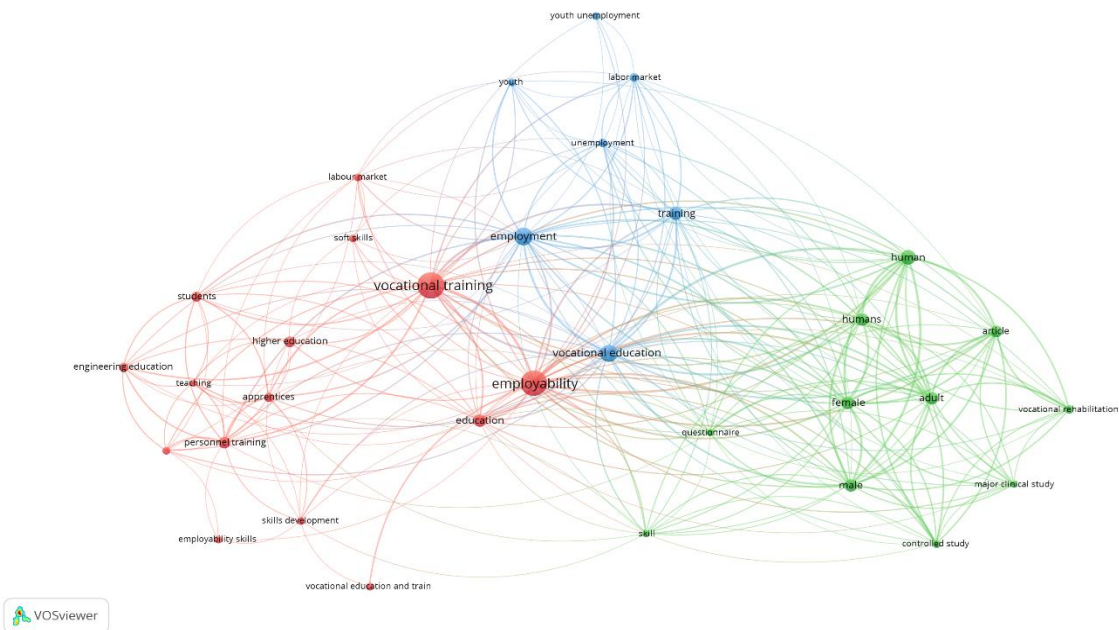 youth unemployment
youth
labor market
unemployment
labour market
training
soft skills
employment
human
vocational training
students
humans
article
higher education
vocational education
engineering education
teaching
employability
apprentices
female
adult
vocational rehabilitation
education
questionnaire
personnel training
male
major clinical study
skills development
skill
employability skills
controlled study
vocational education and train
VOSviewer